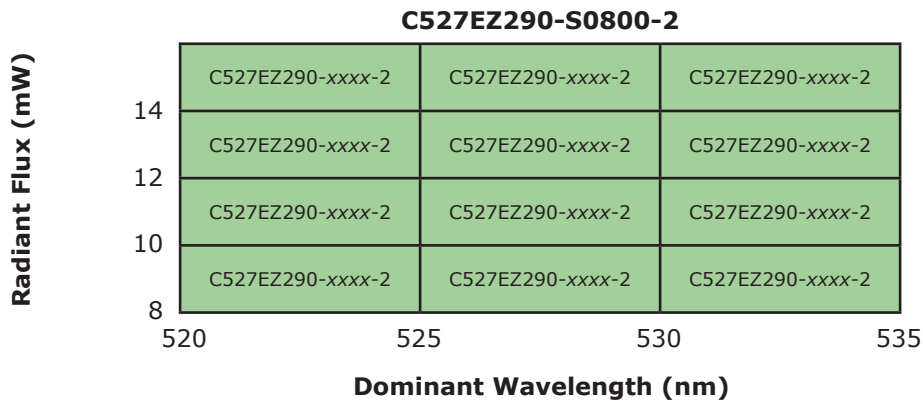 C527EZ290-S0800-2
Radiant Flux (mW)
C527EZ290-xxxx-2 C527EZ290-xxxx-2 C527EZ290-xxxx-2
14
C527EZ290-xxxx-2 C527EZ290-xxxx-2 C527EZ290-xxxx-2
12
C527EZ290-xxxx-2 C527EZ290-xxxx-2 C527EZ290-xxxx-2
10
C527EZ290-xxxx-2 C527EZ290-xxxx-2 C527EZ290-xxxx-2
8
520 525 530 535
Dominant Wavelength (nm)